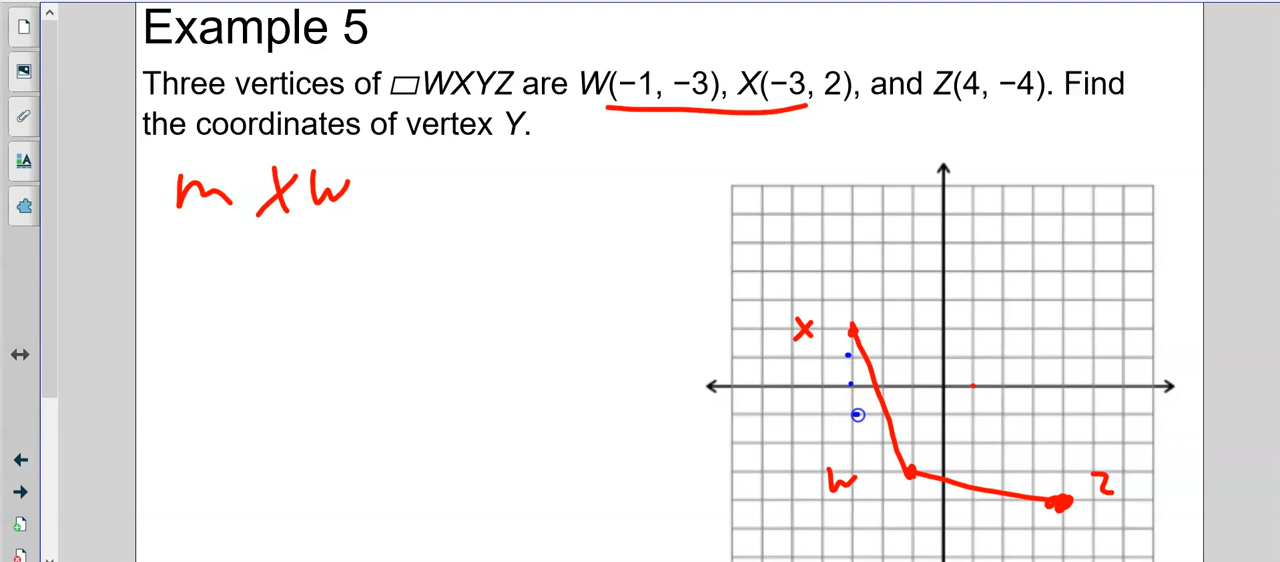 Example 5
Three vertices of ▱WXYZ are W(−1, −3), X(−3, 2), and Z(4, −4). Find
the coordinates of vertex Y.
m XW
X
W
Z